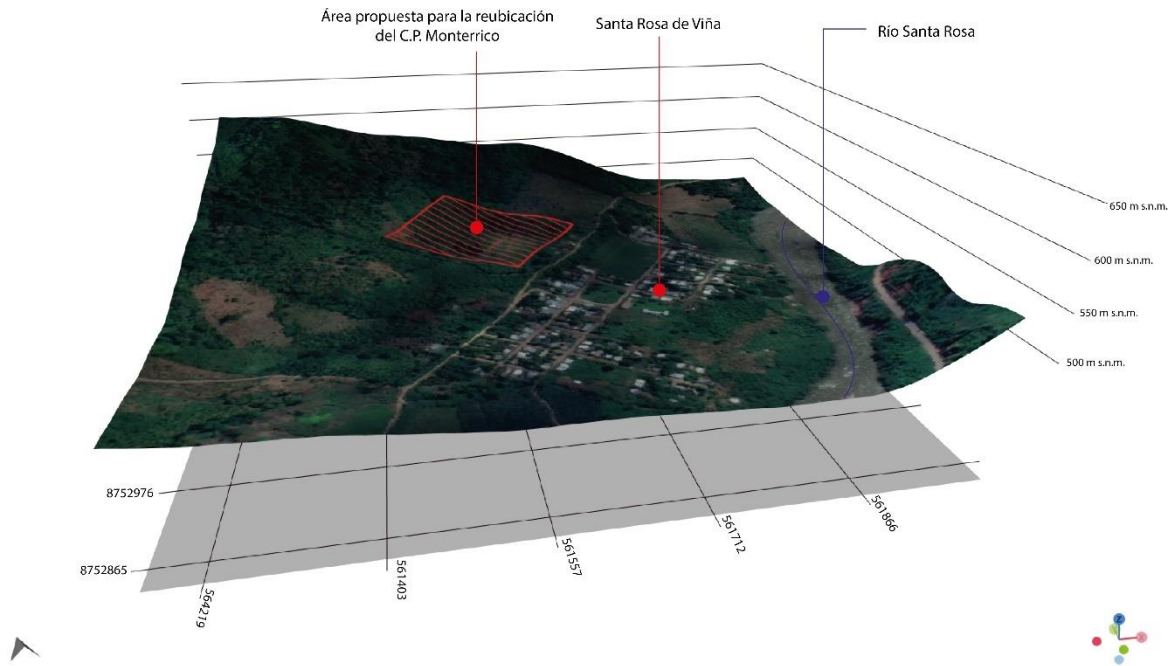 Área propuesta para la reubicación
del C.P. Monterrico
Santa Rosa de Viña
Río Santa Rosa
650 m s.n.m.
600 m s.n.m.
550 m s.n.m.
500 m s.n.m.
8752976
8752865
564219
561403
561557
561712
561866
Z
X